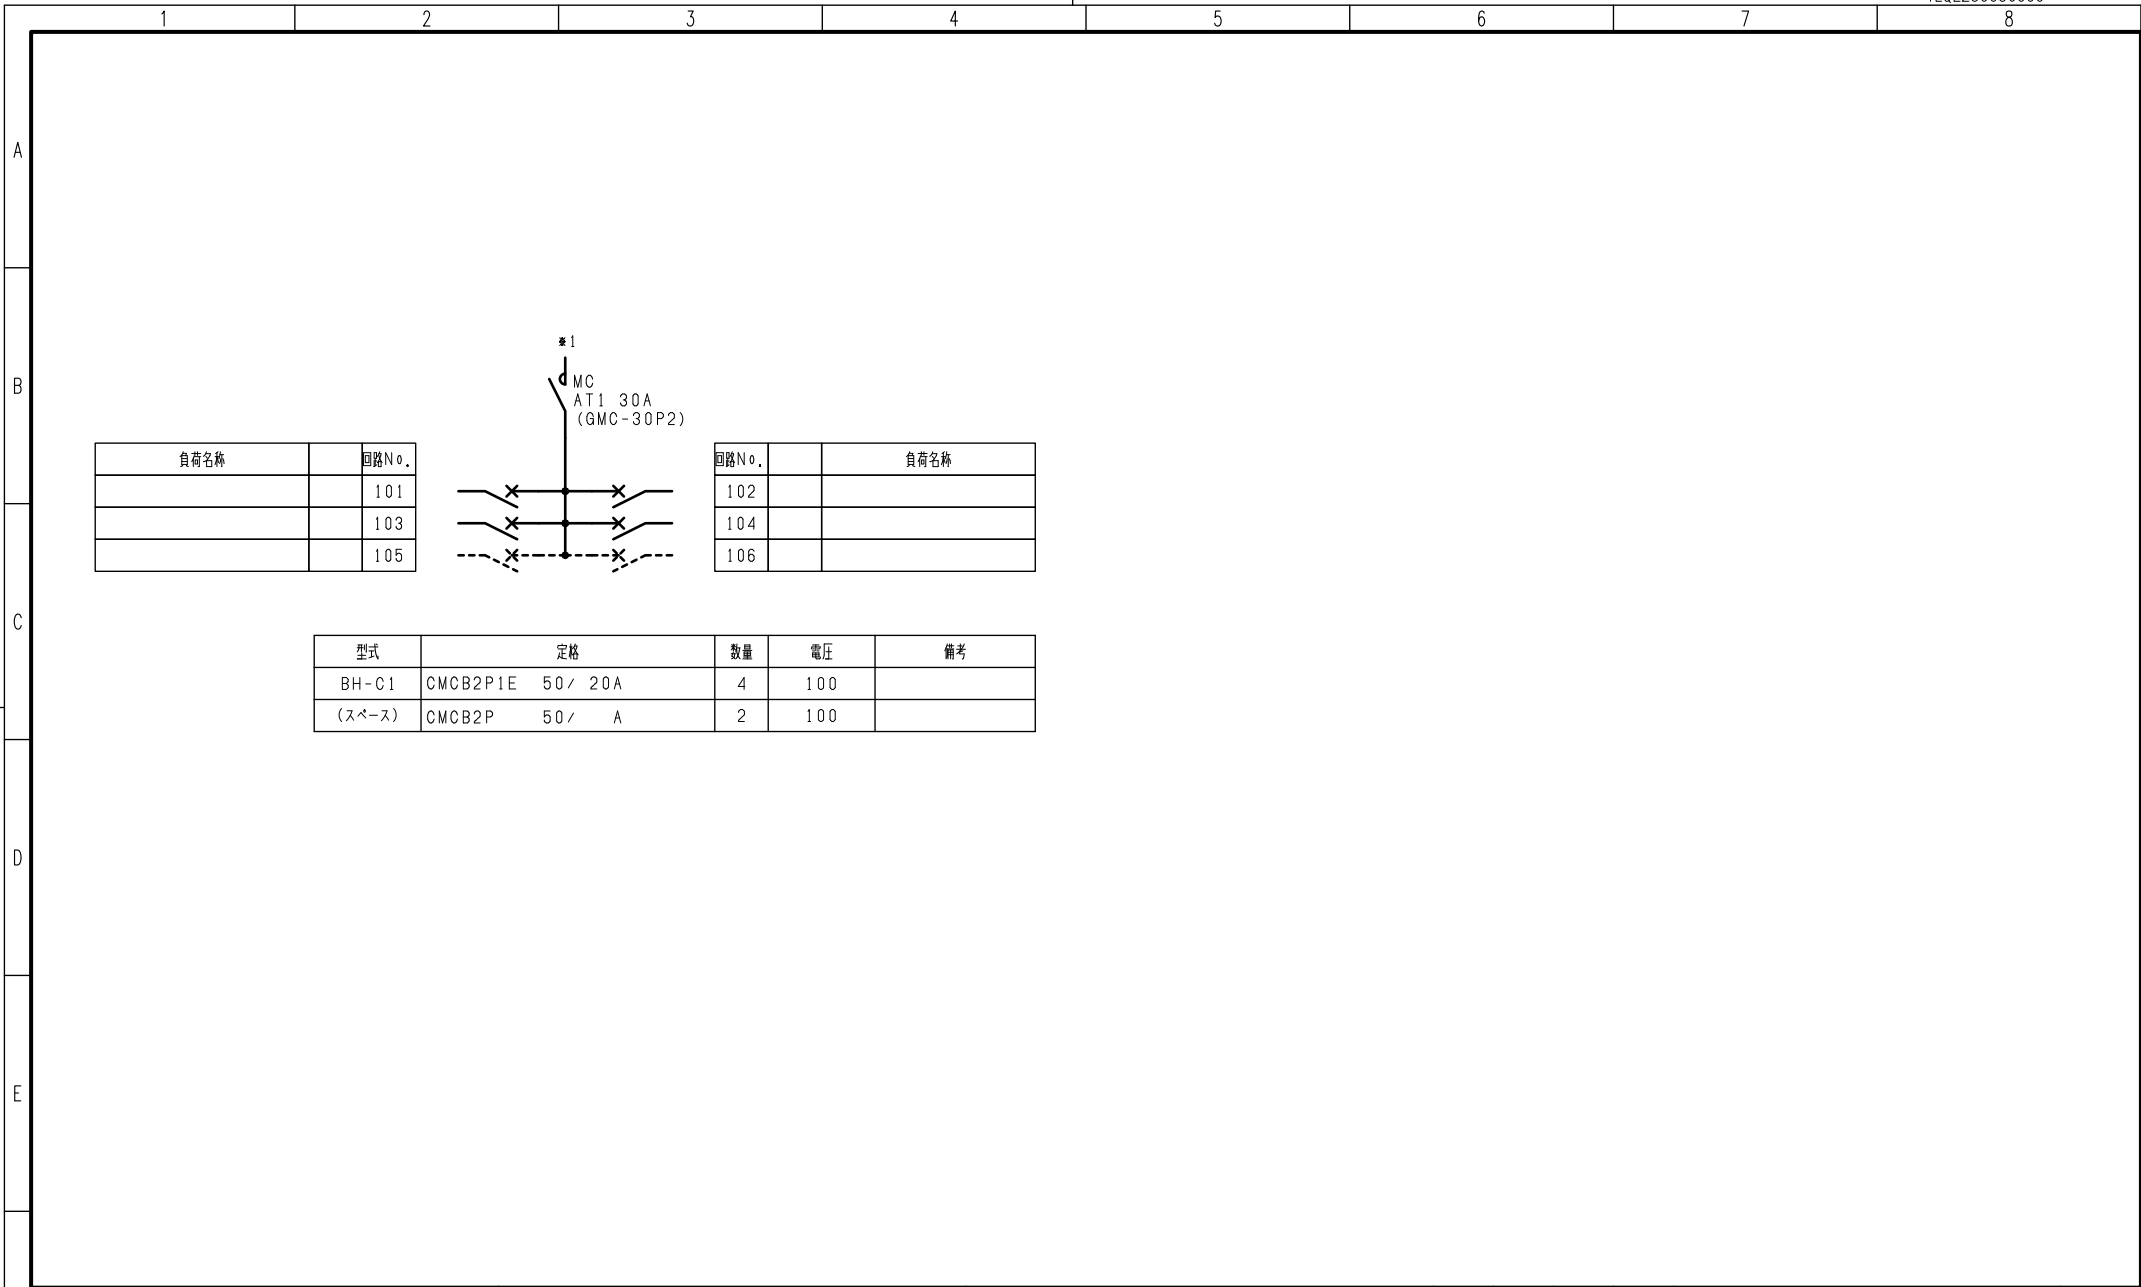 1 2 3 4 5 6 7 8
A
B
C
D
E
*1
MC
AT1 30A
(GMC-30P2)
負荷名称 回路No.
101
103
105
回路No. 負荷名称
102
104
106
型式 定格 数量 電圧 備考
BH-C1 CMCB2P1E 50/ 20A 4 100
(スペース) CMCB2P 50/ A 2 100